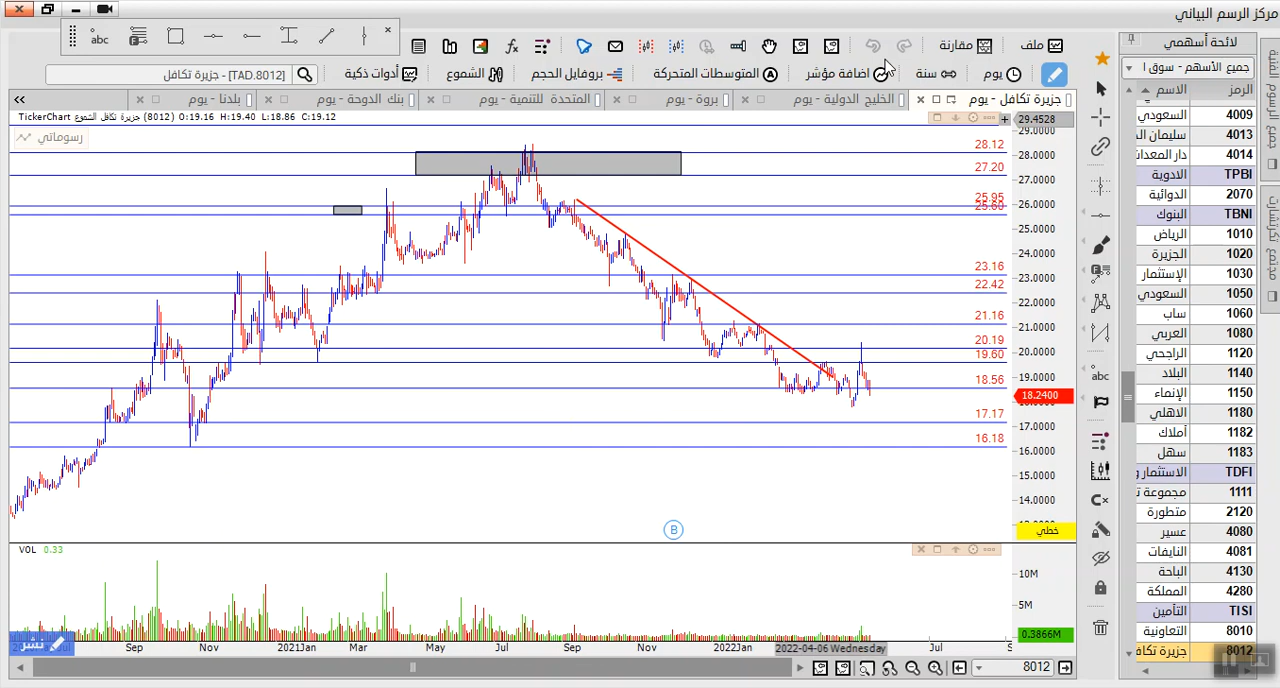 مركز الرسم البياني
abc
ملف
مقارنة
لائحة أسهمي
يوم
سنة
اضافة مؤشر
المتوسطات المتحركة
بروفايل الحجم
الشموع
أدوات ذكية
جزيرة تكافل - [TAD.8012]
جميع الأسهم - سوق ا
جزيرة تكافل - يوم
الخليج الدولية - يوم
بروة - يوم
المتحدة للتنمية - يوم
بنك الدوحة - يوم
بلدنا - يوم
الرمز
الاسم
TickerChart جزيرة تكافل (8012) الشموع O:19.16 H:19.40 L:18.86 C:19.12
29.4528
رسوماتي
29.0000
28.12
28.0000
27.20
27.0000
25.95
26.0000
25.0000
24.0000
23.16
23.0000
22.42
22.0000
21.16
21.0000
20.19
20.0000
19.60
19.0000
18.56
18.2400
17.17
17.0000
16.18
16.0000
15.0000
14.0000
خطي
B
VOL 0.33
10M
5M
0.3866M
نشر
Sep
Nov
2021Jan
Mar
May
Jul
Sep
Nov
2022Jan
2022-04-06 Wednesday
Jul
8012
4009 السعودي
4013 سليمان الم
4014 دار المعدات
TPBI الادوية
2070 الدوائية
TBNI البنوك
1010 الرياض
1020 الجزيرة
1030 الإستثمار
1050 السعودي
1060 ساب
1080 العربي
1120 الراجحي
1140 البلاد
1150 الإنماء
1180 الاهلي
1182 أملاك
1183 سهل
TDFI الاستثمار و
1111 مجموعة ت
2120 متطورة
4080 عسير
4081 النايفات
4130 الباحة
4280 المملكة
TISI التأمين
8010 التعاونية
8012 جزيرة تكاف
abc